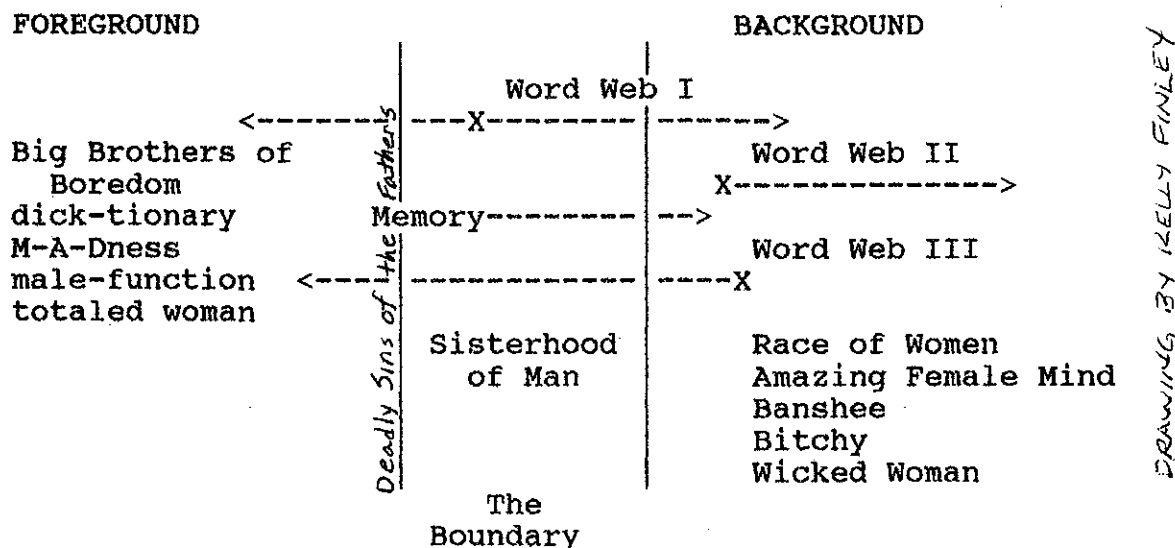 FOREGROUND BACKGROUND
Word Web I
<------- ---X-------- ------>
Big Brothers of
Boredom
dick-tionary
M-A-Dness
male-function
totaled woman
Deadly Sins of the Fathers
Word Web II
X-------------->
Memory-------- -->
Word Web III
<---- ------------ ---X
Sisterhood
of Man
Race of Women
Amazing Female Mind
Banshee
Bitchy
Wicked Woman
The
Boundary
DRAWING BY KELLY FINLEY